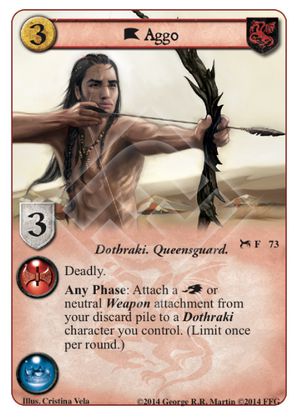 3
Aggo
3
Dothraki. Queensguard.
F 73
Deadly.
Any Phase: Attach a or
neutral Weapon attachment from
your discard pile to a Dothraki
character you control. (Limit once
per round.)
Illus. Cristina Vela
©2014 George R.R. Martin ©2014 FFG